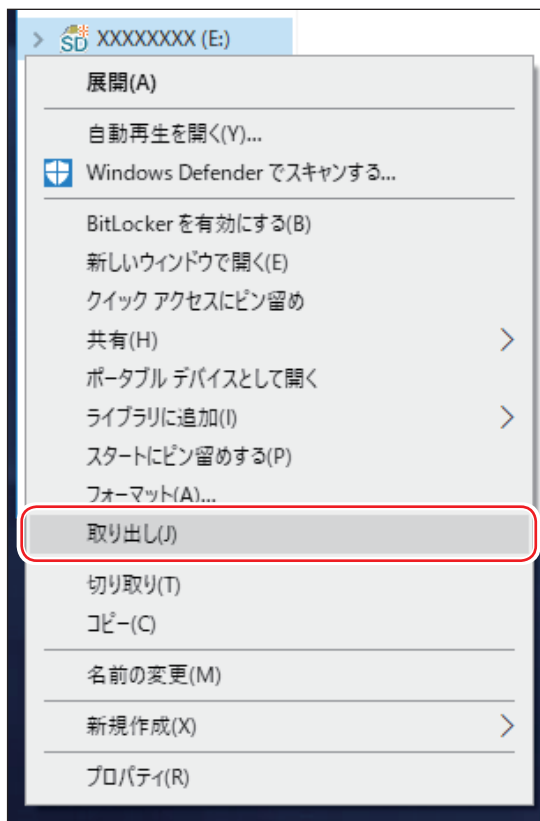 SD XXXXXXXX (E:)
展開(A)
自動再生を開く(Y)...
Windows Defender でスキャンする...
BitLocker を有効にする(B)
新しいウィンドウで開く(E)
クイック アクセスにピン留め
共有(H)
ポータブル デバイスとして開く
ライブラリに追加(I)
スタートにピン留めする(P)
フォーマット(A)...
取り出し(J)
切り取り(T)
コピー(C)
名前の変更(M)
新規作成(X)
プロパティ(R)